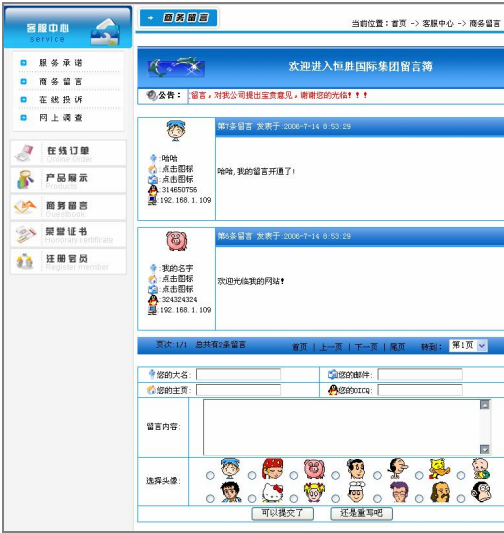 客服中心
service
服务承诺
商务留言
在线投诉
网上调查
在线订单
Online Order
产品展示
Products
商务留言
Guestbook
荣誉证书
Honorary certificate
注册会员
Register member
商务留言
当前位置：首页 -> 客服中心 -> 商务留言
欢迎进入恒胜国际集团留言簿
公告：留言，对我公司提出宝贵意见，谢谢您的光临！！！
第7条留言 发表于:2006-7-14 8:53:29
:哈哈
:点击图标
:点击图标
:314650756
:192.168.1.109
哈哈，我的留言开通了！
第6条留言 发表于:2006-7-14 8:53:29
:我的名字
:点击图标
:点击图标
:324324324
:192.168.1.109
欢迎光临我的网站！
页次:1/1 总共有2条留言 首页 | 上一页 | 下一页 | 尾页 转到： 第1页
您的大名: 您的邮件:
您的主页: 您的OICQ:
留言内容:
选择头像:
可以提交了 还是重写吧